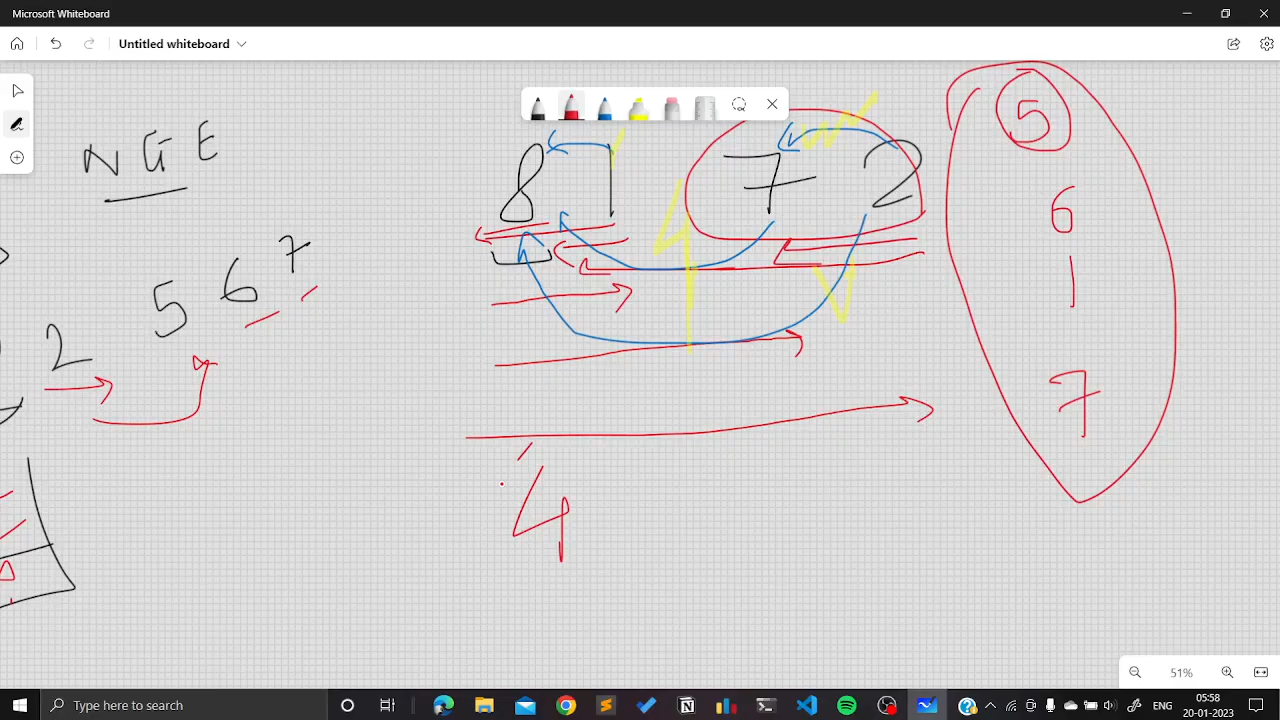 Microsoft Whiteboard
Untitled whiteboard
NGE
2 5 6 7
8 1 7 2
4
5
6
1
7
51%
Type here to search
ENG
05:58
20-01-2023